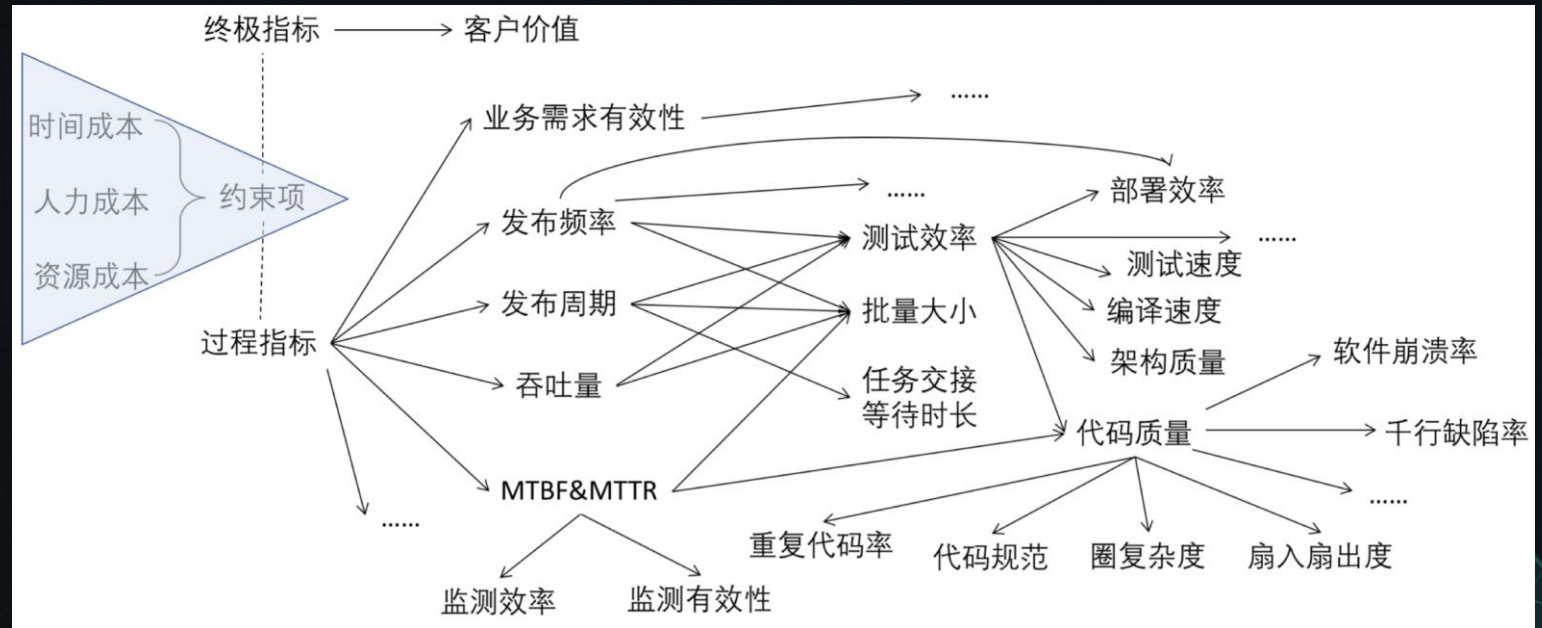 终极指标
客户价值
时间成本
人力成本
资源成本
约束项
过程指标
业务需求有效性
……
发布频率
……
发布周期
吞吐量
MTBF&MTTR
……
监测效率
监测有效性
测试效率
批量大小
任务交接
等待时长
部署效率
……
测试速度
编译速度
架构质量
代码质量
软件崩溃率
千行缺陷率
……
重复代码率
代码规范
圈复杂度
扇入扇出度